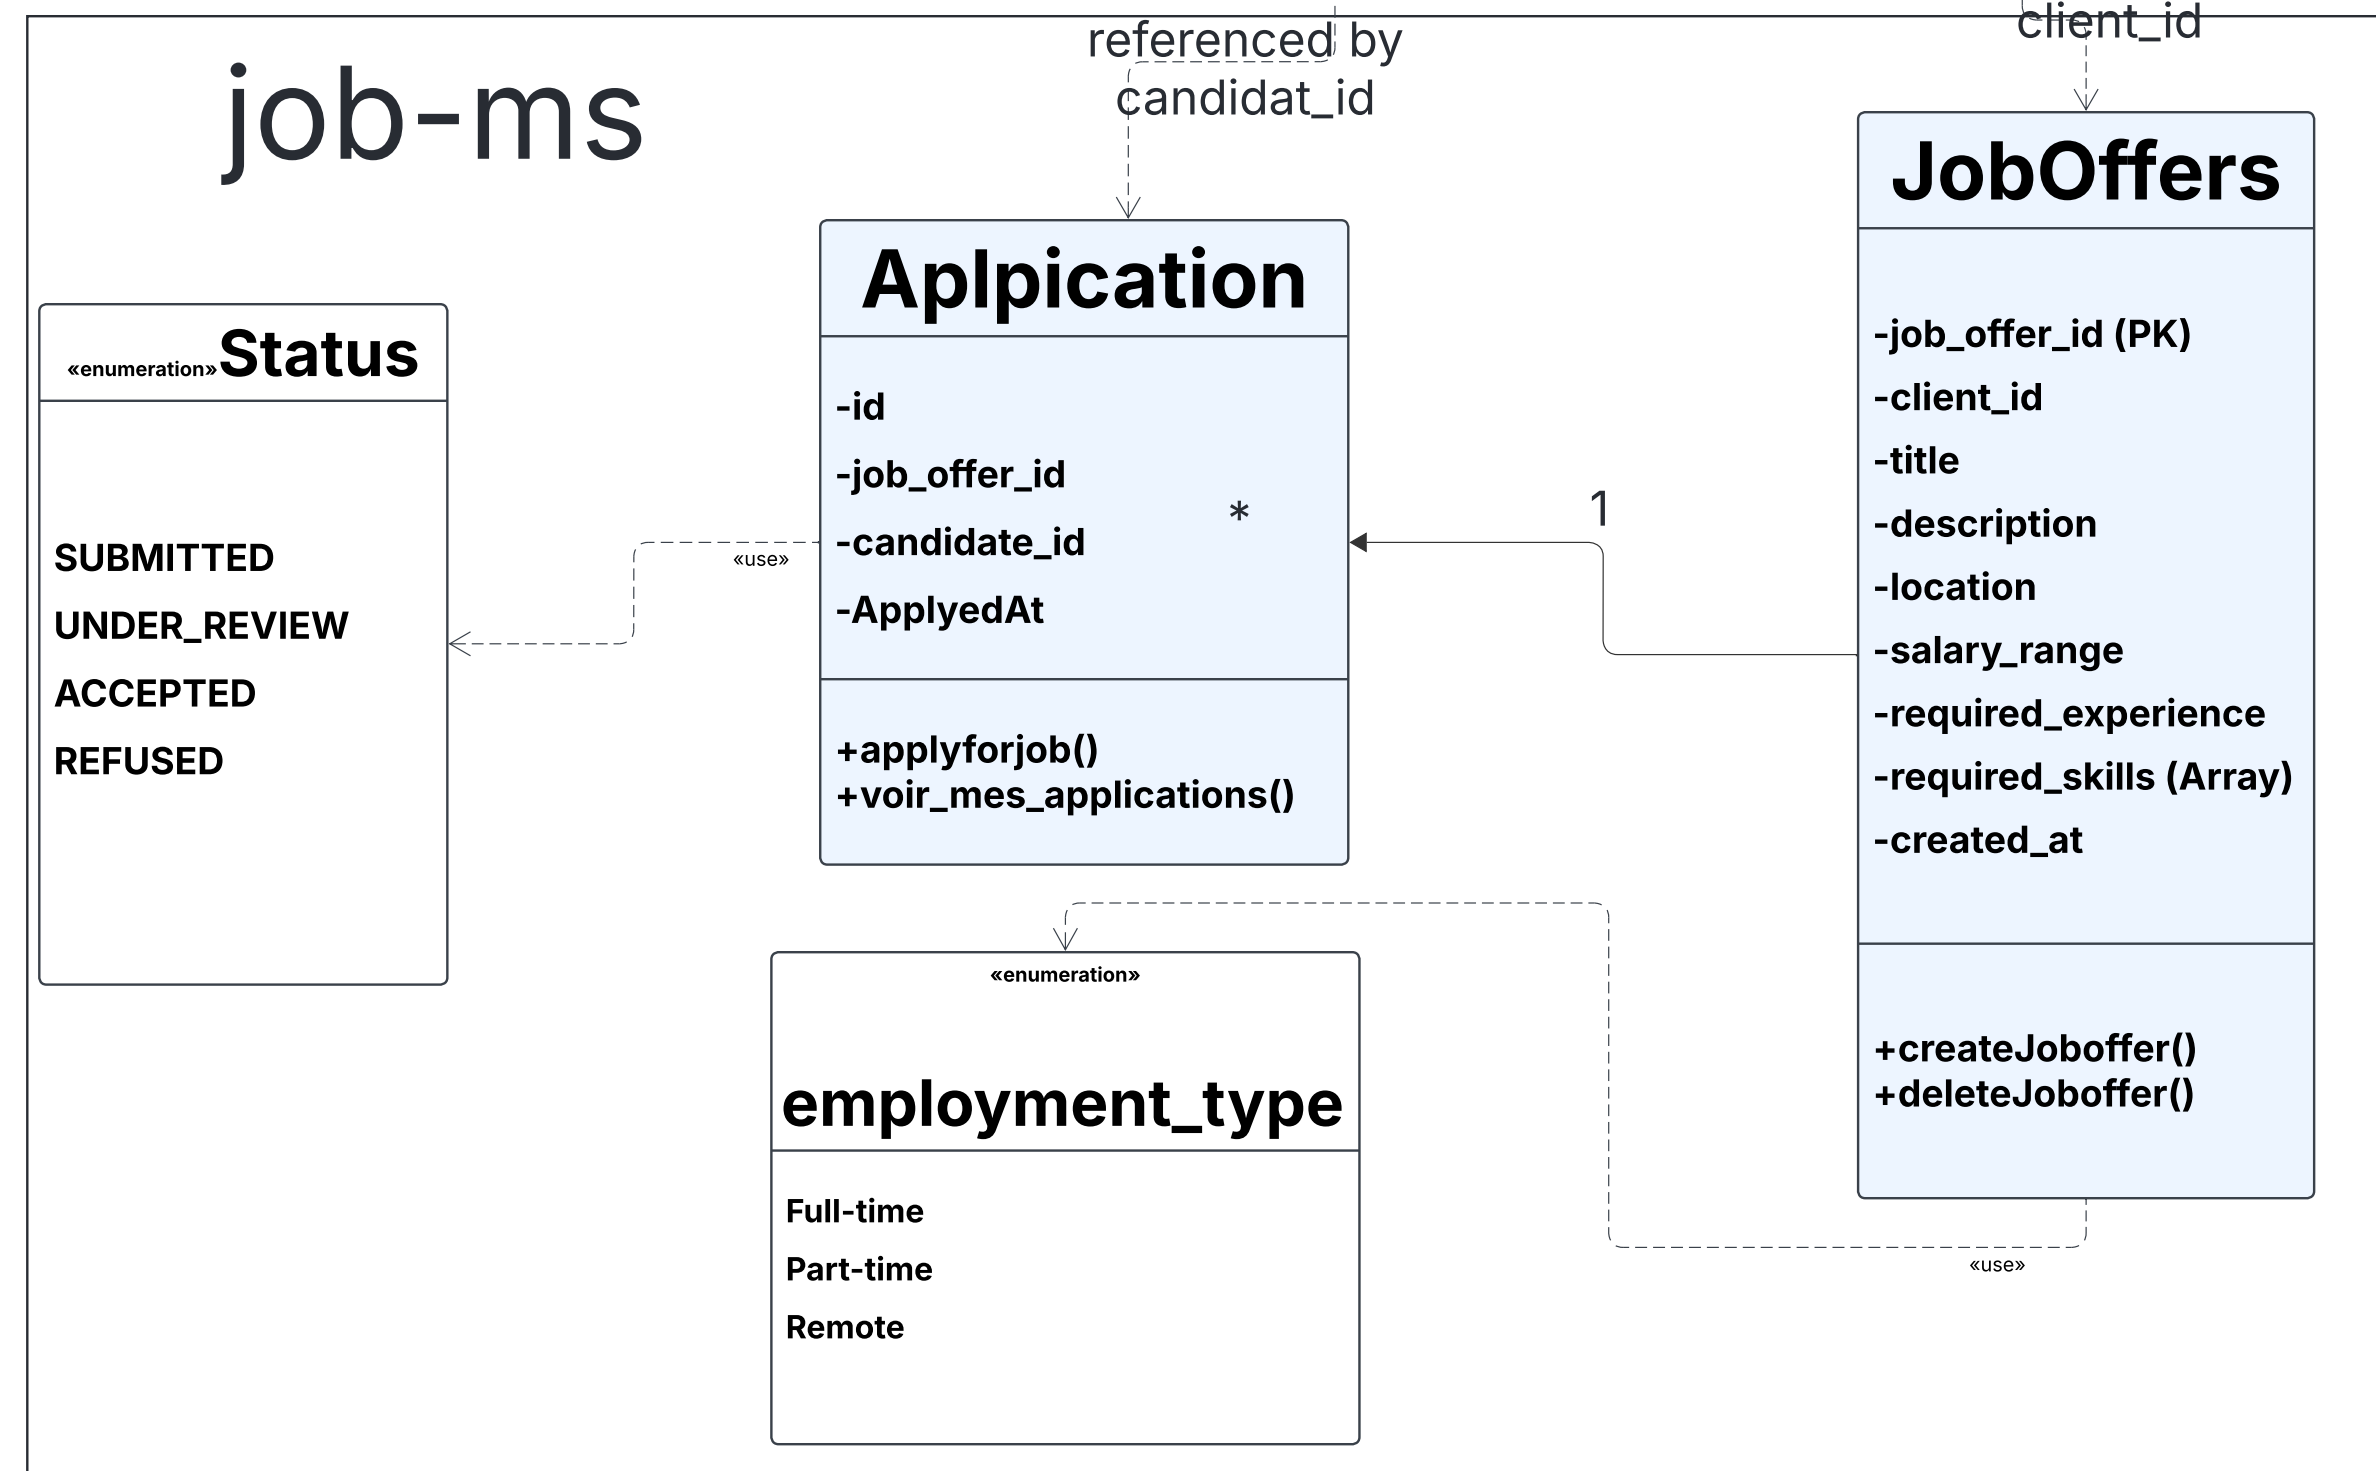 job-ms
referenced by
candidat_id
client_id
«enumeration»Status
SUBMITTED
UNDER_REVIEW
ACCEPTED
REFUSED
«use»
Aplpication
-id
-job_offer_id
-candidate_id
-ApplyedAt
+applyforjob()
+voir_mes_applications()
*
1
JobOffers
-job_offer_id (PK)
-client_id
-title
-description
-location
-salary_range
-required_experience
-required_skills (Array)
-created_at
+createJoboffer()
+deleteJoboffer()
«use»
«enumeration»
employment_type
Full-time
Part-time
Remote